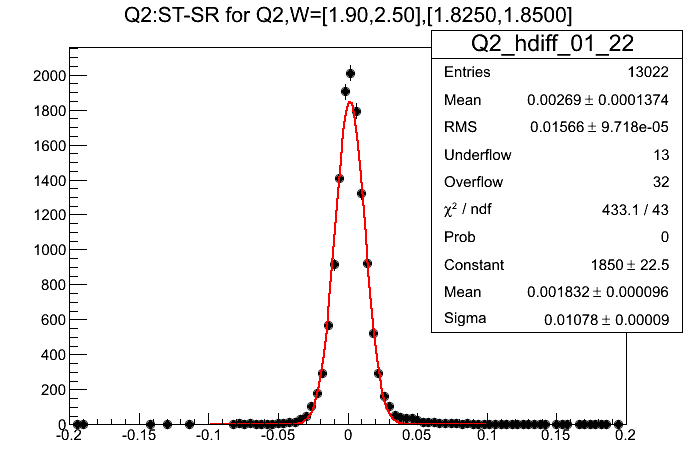 Q2:ST-SR for Q2,W=[1.90,2.50],[1.8250,1.8500]
Q2_hdiff_01_22
Entries 13022
Mean 0.00269 ± 0.0001374
RMS 0.01566 ± 9.718e-05
Underflow 13
Overflow 32
χ² / ndf 433.1 / 43
Prob 0
Constant 1850 ± 22.5
Mean 0.001832 ± 0.000096
Sigma 0.01078 ± 0.00009
2000
1800
1600
1400
1200
1000
800
600
400
200
0
-0.2 -0.15 -0.1 -0.05 0 0.05 0.1 0.15 0.2